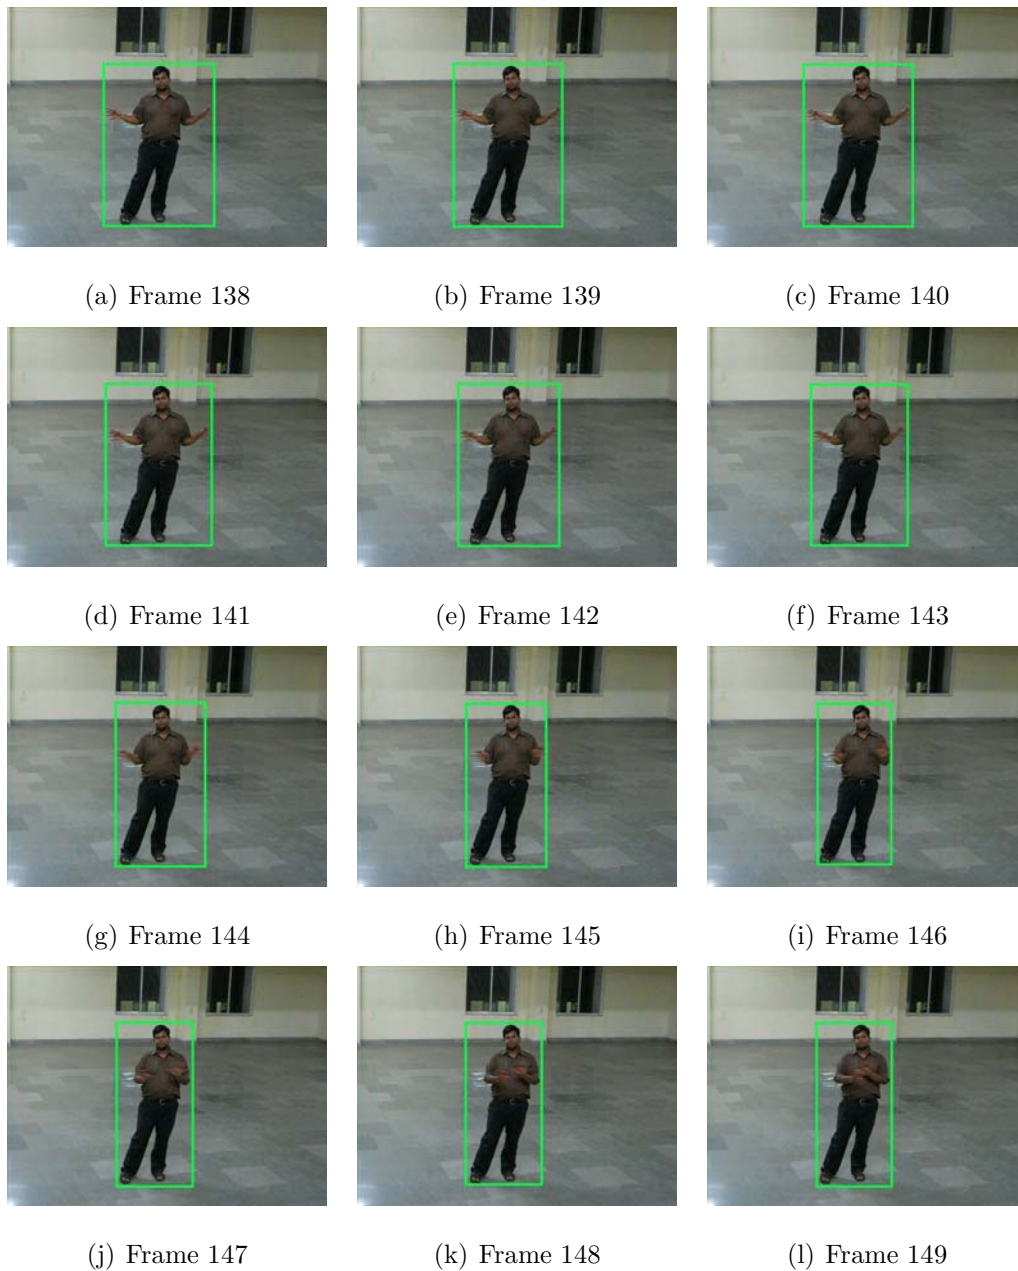 (a) Frame 138
(b) Frame 139
(c) Frame 140
(d) Frame 141
(e) Frame 142
(f) Frame 143
(g) Frame 144
(h) Frame 145
(i) Frame 146
(j) Frame 147
(k) Frame 148
(l) Frame 149